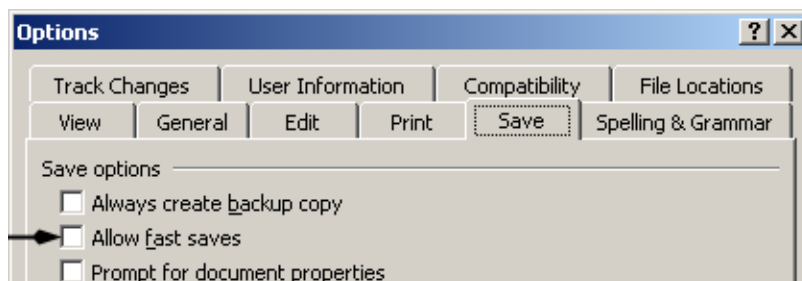 Options
Track Changes User Information Compatibility File Locations
View General Edit Print Save Spelling & Grammar
Save options
Always create backup copy
Allow fast saves
Prompt for document properties